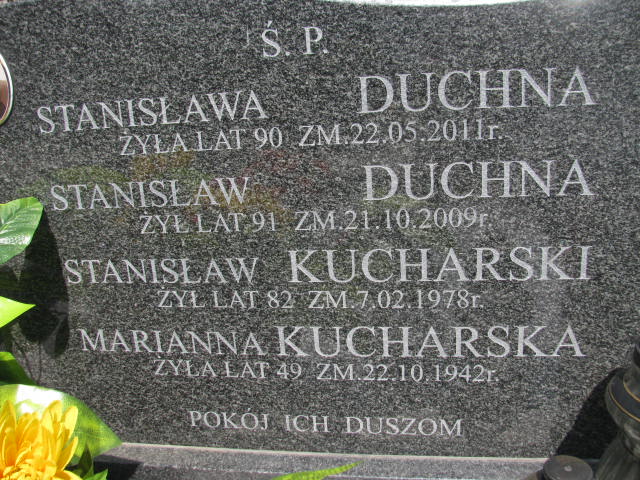 Ś. P.
STANISŁAWA DUCHNA
ŻYŁA LAT 90 ZM.22.05.2011r.
STANISŁAW DUCHNA
ŻYŁ LAT 91 ZM.21.10.2009r.
STANISŁAW KUCHARSKI
ŻYŁ LAT 82 ZM.7.02.1978r.
MARIANNA KUCHARSKA
ŻYŁA LAT 49 ZM.22.10.1942r.
POKÓJ ICH DUSZOM